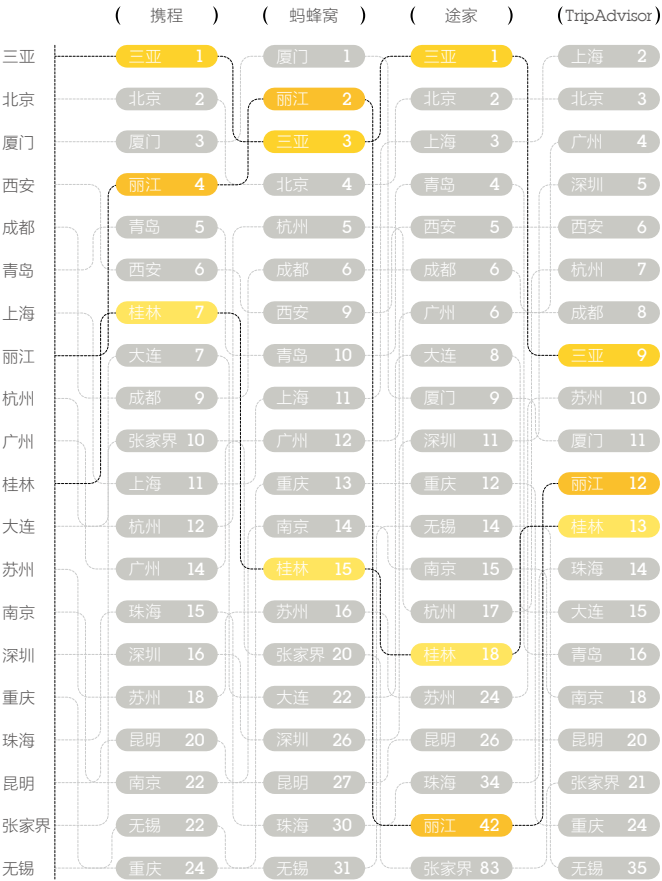 ( 携程 ) ( 蚂蜂窝 ) ( 途家 ) (TripAdvisor)
三亚 三亚 1 厦门 1 三亚 1 上海 2
北京 北京 2 丽江 2 北京 2 北京 3
厦门 厦门 3 三亚 3 上海 3 广州 4
西安 丽江 4 北京 4 青岛 4 深圳 5
成都 青岛 5 杭州 5 西安 5 西安 6
青岛 西安 6 成都 6 成都 6 杭州 7
上海 桂林 7 西安 9 广州 6 成都 8
丽江 大连 7 青岛 10 大连 8 三亚 9
杭州 成都 9 上海 11 厦门 9 苏州 10
广州 张家界 10 广州 12 深圳 11 厦门 11
桂林 上海 11 重庆 13 重庆 12 丽江 12
大连 杭州 12 南京 14 无锡 14 桂林 13
苏州 广州 14 桂林 15 南京 15 珠海 14
南京 珠海 15 苏州 16 杭州 17 大连 15
深圳 深圳 16 张家界 20 桂林 18 青岛 16
重庆 苏州 18 大连 22 苏州 24 南京 18
珠海 昆明 20 深圳 26 昆明 26 昆明 20
昆明 南京 22 昆明 27 珠海 34 张家界 21
张家界 无锡 22 珠海 30 丽江 42 重庆 24
无锡 重庆 24 无锡 31 张家界 83 无锡 35